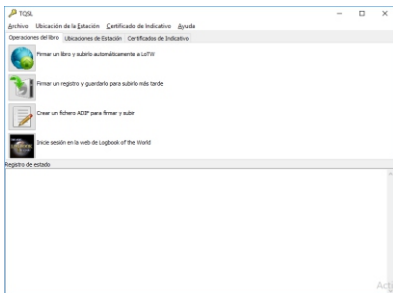 TQSL
Archivo Ubicación de la Estación Certificado de Indicativo Ayuda
Operaciones del libro Ubicaciones de Estación Certificados de Indicativo
Firmar un libro y subirlo automáticamente a LoTW
Firmar un registro y guardarlo para subirlo más tarde
Crear un fichero ADIF para firmar y subir
Inicie sesión en la web de Logbook of the World
Registro de estado